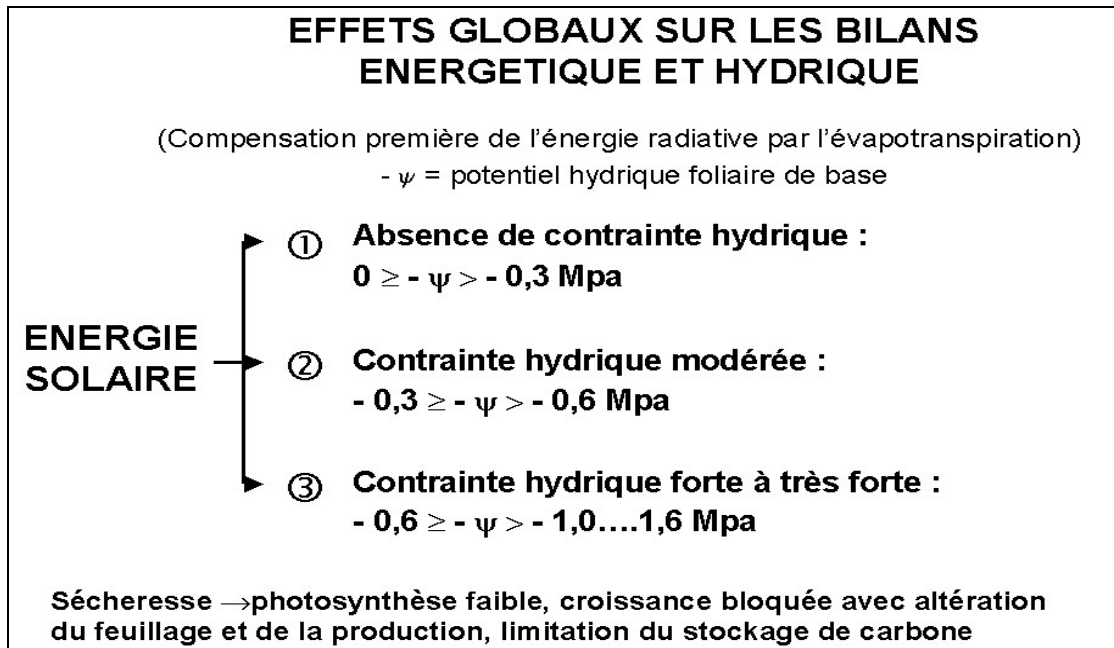 EFFETS GLOBAUX SUR LES BILANS
ENERGETIQUE ET HYDRIQUE
(Compensation première de l'énergie radiative par l'évapotranspiration)
- ψ = potentiel hydrique foliaire de base
ENERGIE
SOLAIRE
① Absence de contrainte hydrique :
0 ≥ - ψ > - 0,3 Mpa
② Contrainte hydrique modérée :
- 0,3 ≥ - ψ > - 0,6 Mpa
③ Contrainte hydrique forte à très forte :
- 0,6 ≥ - ψ > - 1,0....1,6 Mpa
Sécheresse →photosynthèse faible, croissance bloquée avec altération
du feuillage et de la production, limitation du stockage de carbone